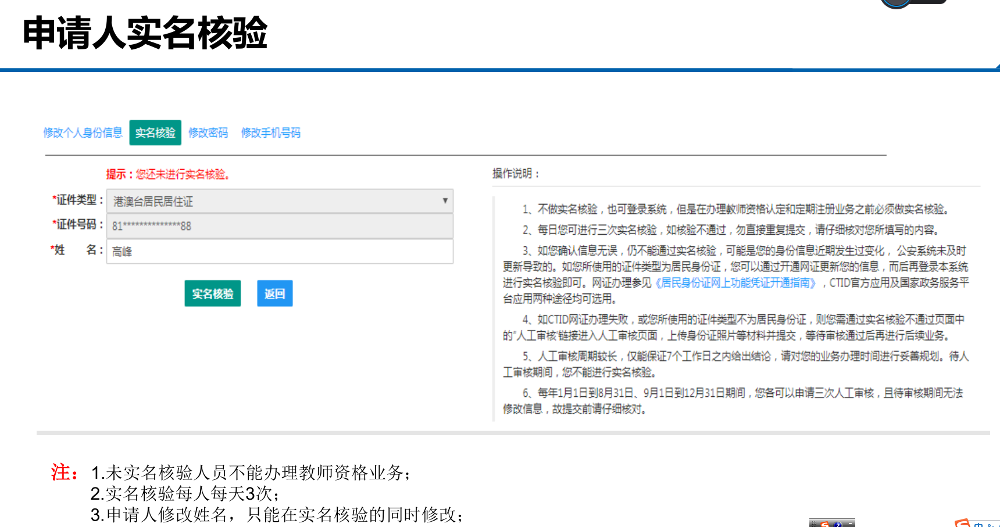 申请人实名核验
修改个人身份信息 实名核验 修改密码 修改手机号码
提示：您还未进行实名核验。
*证件类型： 港澳台居民居住证
*证件号码： 81**************88
*姓 名： 高峰
实名核验 返回
操作说明：
1、不做实名核验，也可登录系统，但是在办理教师资格认定和定期注册业务之前必须做实名核验。
2、每日您可进行三次实名核验，如核验不通过，勿直接重复提交，请仔细核对您所填写的内容。
3、如您确认信息无误，仍不能通过实名核验，可能是您的身份信息近期发生过变化， 公安系统未及时
更新导致的。如您所使用的证件类型为居民身份证，您可以通过开通网证更新您的信息，而后再登录本系统
进行实名核验即可。网证办理参见《居民身份证网上功能凭证开通指南》，CTID官方应用及国家政务服务平
台应用两种途径均可选用。
4、如CTID网证办理失败，或您所使用的证件类型不为居民身份证，则您需通过实名核验不通过页面中
的"人工审核"链接进入人工审核页面，上传身份证照片等材料并提交，等待审核通过后再进行后续业务。
5、人工审核周期较长，仅能保证7个工作日之内给出结论，请对您的业务办理时间进行妥善规划。待人
工审核期间，您不能进行实名核验。
6、每年1月1日到8月31日、9月1日到12月31日期间，您各可以申请三次人工审核，且待审核期间无法
修改信息，故提交前请仔细核对。
注：1.未实名核验人员不能办理教师资格业务；
2.实名核验每人每天3次；
3.申请人修改姓名，只能在实名核验的同时修改；